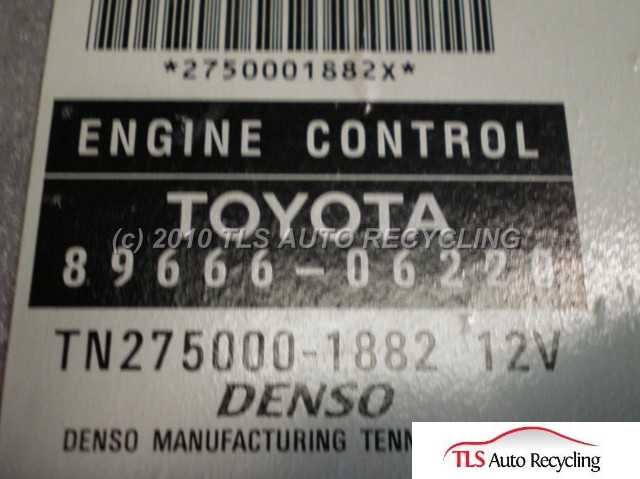 *2750001882X*
ENGINE CONTROL
TOYOTA
(c) 2010 TLS AUTO RECYCLING
89666-06220
TN275000-1882 12V
DENSO
DENSO MANUFACTURING TENN
TLS Auto Recycling